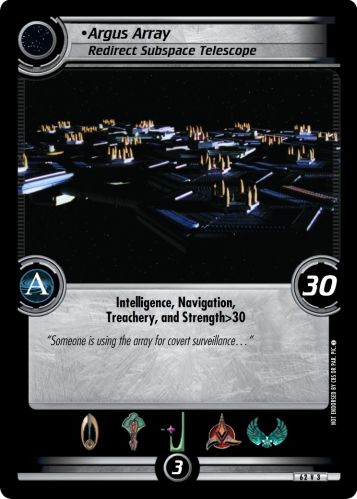 •Argus Array
Redirect Subspace Telescope
A
30
Intelligence, Navigation,
Treachery, and Strength>30
"Someone is using the array for covert surveillance..."
NOT ENDORSED BY CBS OR PAR. PIC.
3
62 V 3